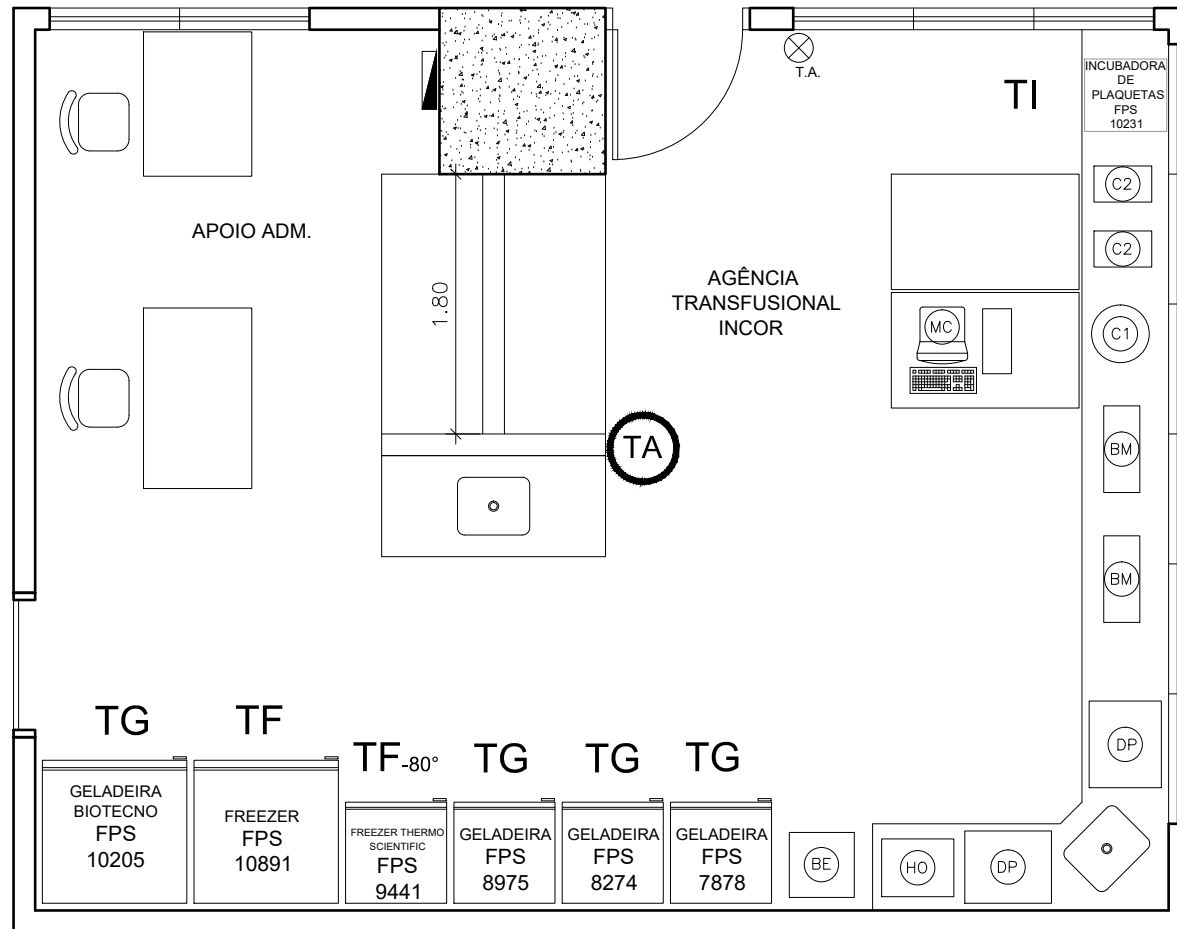 T.A.
TI
INCUBADORA
DE
PLAQUETAS
FPS
10231
C2
APOIO ADM.
C2
AGÊNCIA
TRANSFUSIONAL
INCOR
1.80
MC
C1
TA
BM
BM
DP
TG
GELADEIRA
BIOTECNO
FPS
10205
TF
FREEZER
FPS
10891
TF-80°
FREEZER THERMO
SCIENTIFIC
FPS
9441
TG
GELADEIRA
FPS
8975
TG
GELADEIRA
FPS
8274
TG
GELADEIRA
FPS
7878
BE
HO
DP